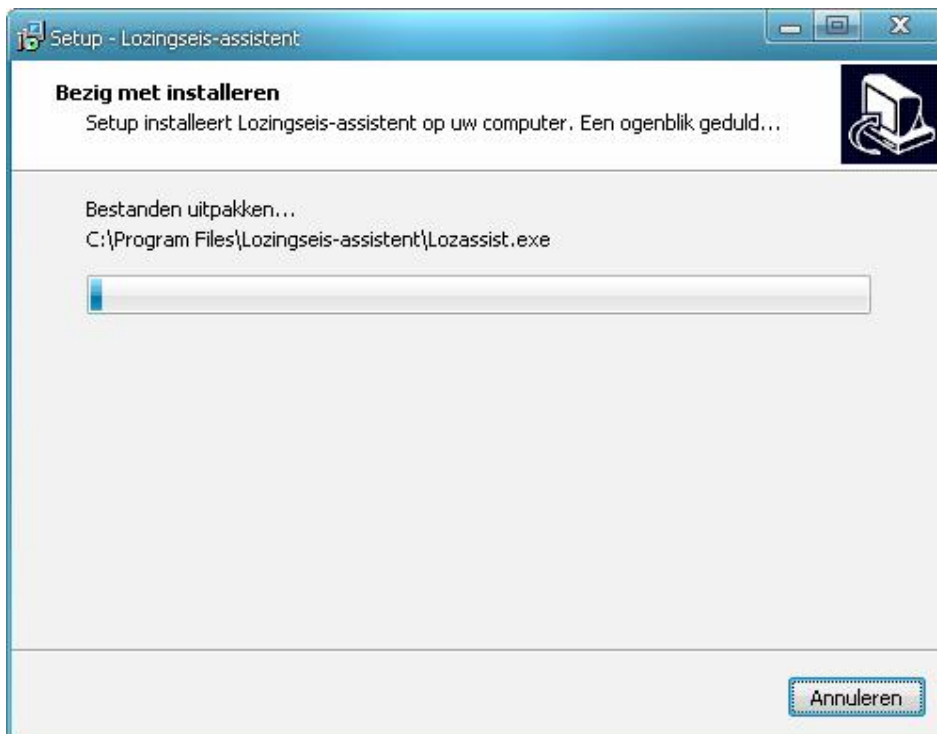 Setup - Lozingseis-assistent
Bezig met installeren
Setup installeert Lozingseis-assistent op uw computer. Een ogenblik geduld...
Bestanden uitpakken...
C:\Program Files\Lozingseis-assistent\Lozassist.exe
Annuleren